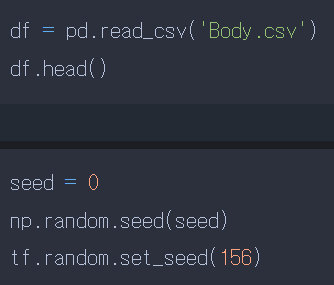 df = pd.read_csv('Body.csv')
df.head()
seed = 0
np.random.seed(seed)
tf.random.set_seed(156)